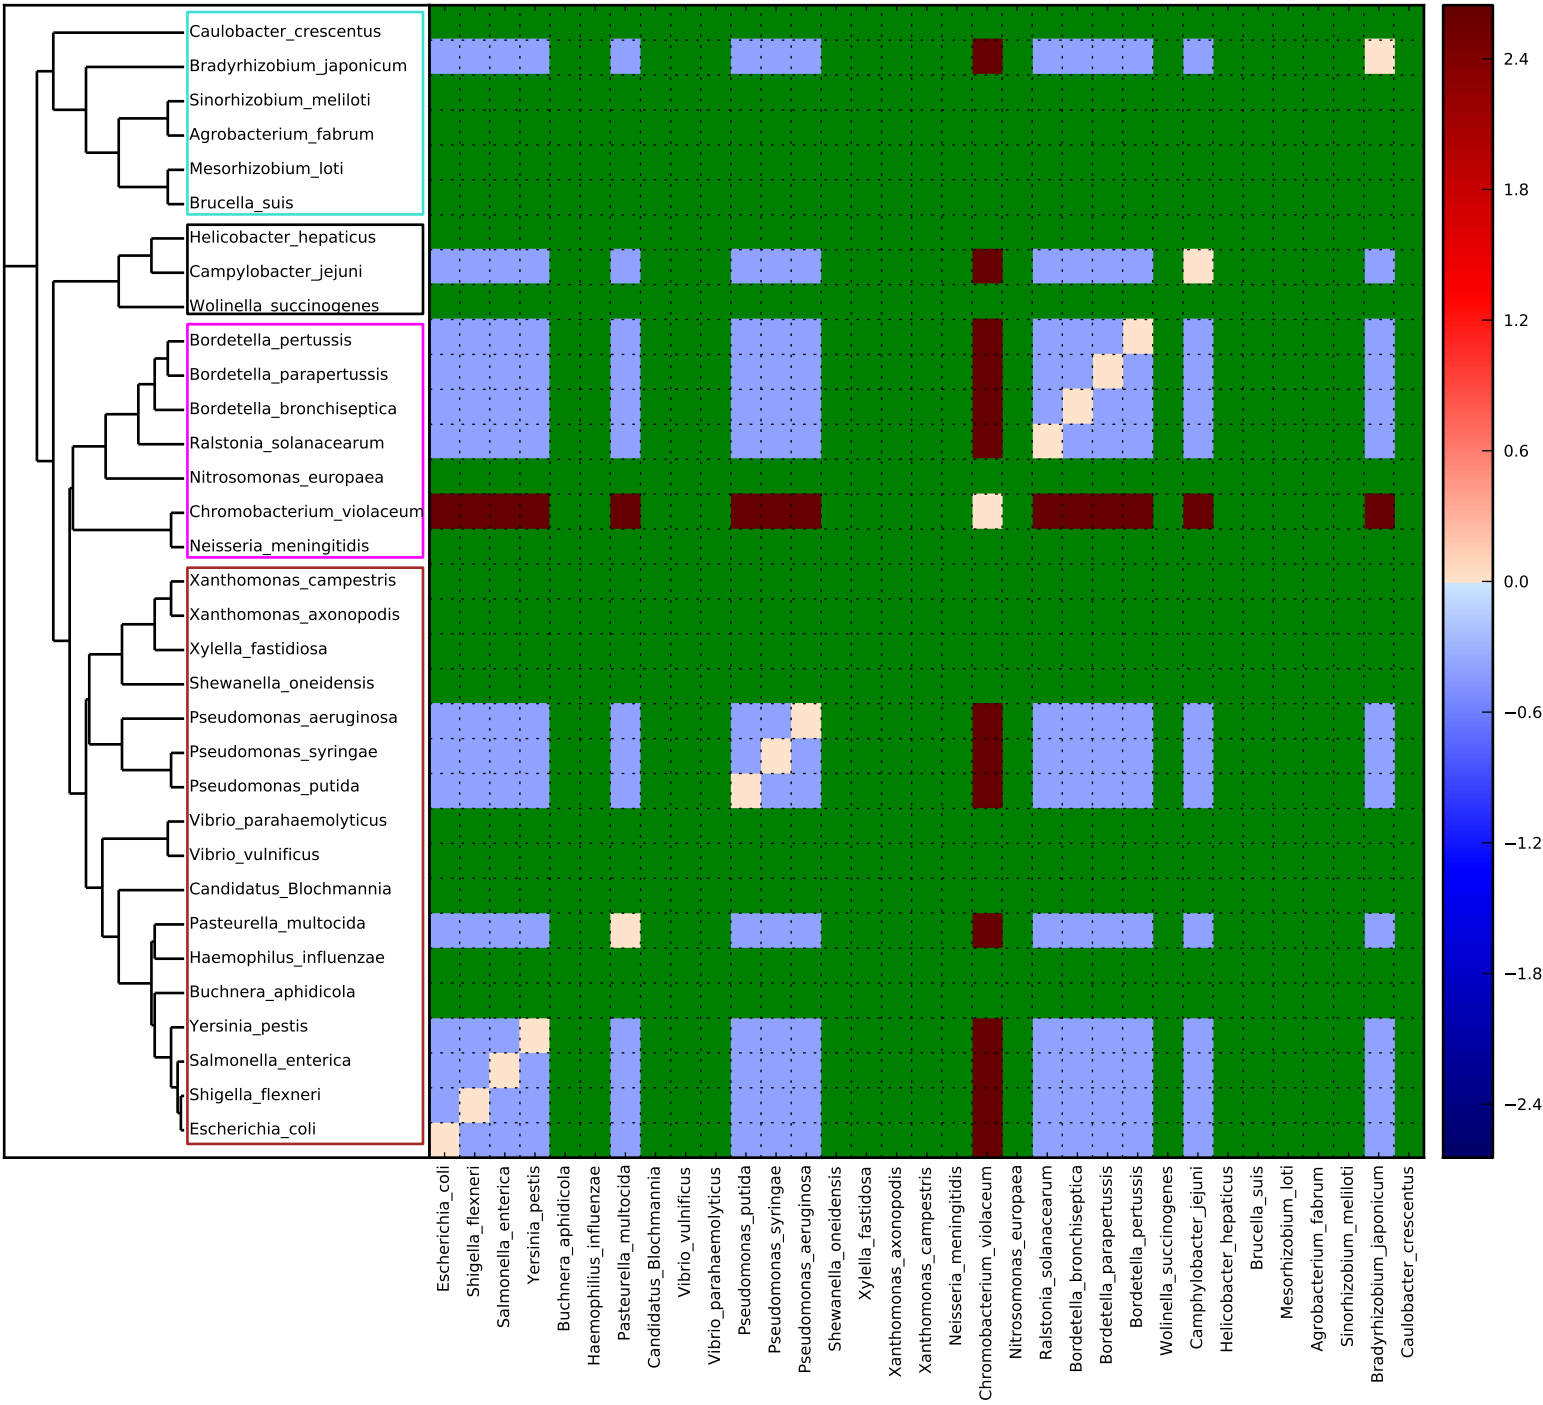 Caulobacter_crescentus
Bradyrhizobium_japonicum
Sinorhizobium_meliloti
Agrobacterium_fabrum
Mesorhizobium_loti
Brucella_suis
Helicobacter_hepaticus
Campylobacter_jejuni
Wolinella_succinogenes
Bordetella_pertussis
Bordetella_parapertussis
Bordetella_bronchiseptica
Ralstonia_solanacearum
Nitrosomonas_europaea
Chromobacterium_violaceum
Neisseria_meningitidis
Xanthomonas_campestris
Xanthomonas_axonopodis
Xylella_fastidiosa
Shewanella_oneidensis
Pseudomonas_aeruginosa
Pseudomonas_syringae
Pseudomonas_putida
Vibrio_parahaemolyticus
Vibrio_vulnificus
Candidatus_Blochmannia
Pasteurella_multocida
Haemophilus_influenzae
Buchnera_aphidicola
Yersinia_pestis
Salmonella_enterica
Shigella_flexneri
Escherichia_coli
2.4
1.8
1.2
0.6
0.0
−0.6
−1.2
−1.8
−2.4
Escherichia_coli
Shigella_flexneri
Salmonella_enterica
Yersinia_pestis
Buchnera_aphidicola
Haemophilius_influenzae
Pasteurella_multocida
Candidatus_Blochmannia
Vibrio_vulnificus
Vibrio_parahaemolyticus
Pseudomonas_putida
Pseudomonas_syringae
Pseudomonas_aeruginosa
Shewanella_oneidensis
Xylella_fastidosa
Xanthomonas_axonopodis
Xanthomonas_campestris
Neisseria_meningitidis
Chromobacterium_violaceum
Nitrosomonas_europaea
Ralstonia_solanacearum
Bordetella_bronchiseptica
Bordetella_parapertussis
Bordetella_pertussis
Wolinella_succinogenes
Camphylobacter_jejuni
Helicobacter_hepaticus
Brucella_suis
Mesorhizobium_loti
Agrobacterium_fabrum
Sinorhizobium_meliloti
Bradyrhizobium_japonicum
Caulobacter_crescentus